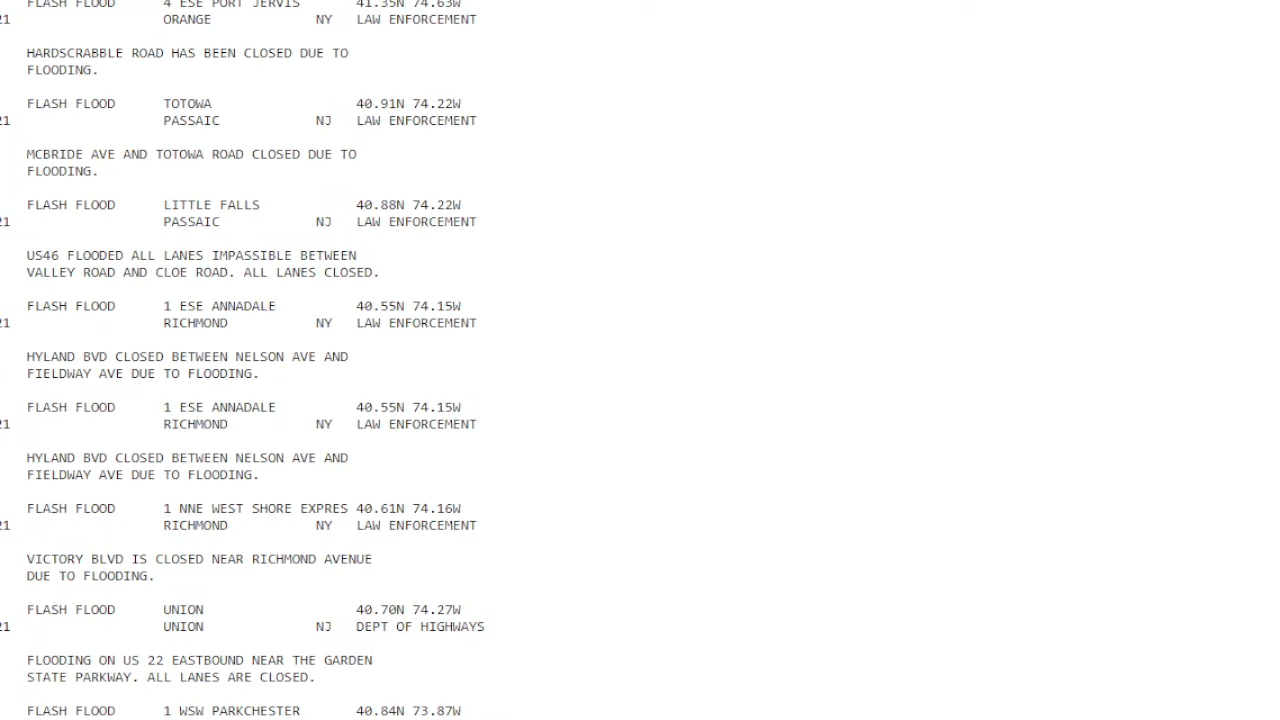 FLASH FLOOD 4 ESE PORT JERVIS 41.35N 74.63W
21 ORANGE NY LAW ENFORCEMENT
HARDSCRABBLE ROAD HAS BEEN CLOSED DUE TO
FLOODING.
FLASH FLOOD TOTOWA 40.91N 74.22W
21 PASSAIC NJ LAW ENFORCEMENT
MCBRIDE AVE AND TOTOWA ROAD CLOSED DUE TO
FLOODING.
FLASH FLOOD LITTLE FALLS 40.88N 74.22W
21 PASSAIC NJ LAW ENFORCEMENT
US46 FLOODED ALL LANES IMPASSIBLE BETWEEN
VALLEY ROAD AND CLOE ROAD. ALL LANES CLOSED.
FLASH FLOOD 1 ESE ANNADALE 40.55N 74.15W
21 RICHMOND NY LAW ENFORCEMENT
HYLAND BVD CLOSED BETWEEN NELSON AVE AND
FIELDWAY AVE DUE TO FLOODING.
FLASH FLOOD 1 ESE ANNADALE 40.55N 74.15W
21 RICHMOND NY LAW ENFORCEMENT
HYLAND BVD CLOSED BETWEEN NELSON AVE AND
FIELDWAY AVE DUE TO FLOODING.
FLASH FLOOD 1 NNE WEST SHORE EXPRES 40.61N 74.16W
21 RICHMOND NY LAW ENFORCEMENT
VICTORY BLVD IS CLOSED NEAR RICHMOND AVENUE
DUE TO FLOODING.
FLASH FLOOD UNION 40.70N 74.27W
21 UNION NJ DEPT OF HIGHWAYS
FLOODING ON US 22 EASTBOUND NEAR THE GARDEN
STATE PARKWAY. ALL LANES ARE CLOSED.
FLASH FLOOD 1 WSW PARKCHESTER 40.84N 73.87W